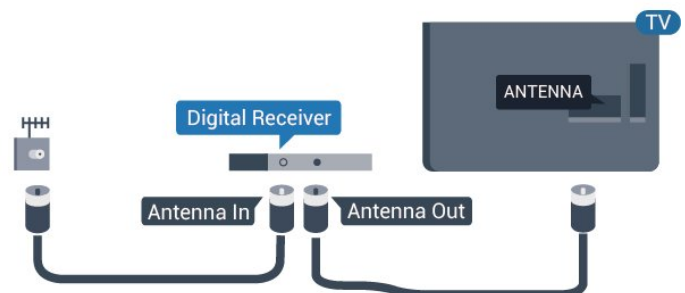 TV
ANTENNA
Digital Receiver
Antenna In
Antenna Out